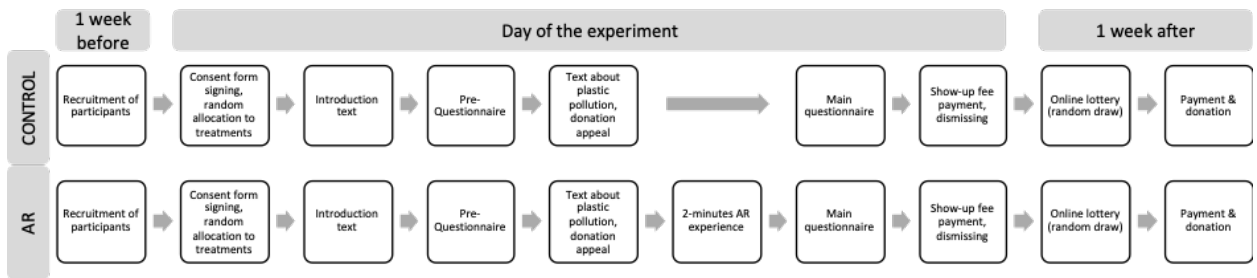 1 week
before
Day of the experiment
1 week after
CONTROL
Recruitment of
participants
Consent form
signing,
random
allocation to
treatments
Introduction
text
Pre-
Questionnaire
Text about
plastic
pollution,
donation
appeal
Main
questionnaire
Show-up fee
payment,
dismissing
Online lottery
(random draw)
Payment &
donation
AR
Recruitment of
participants
Consent form
signing,
random
allocation to
treatments
Introduction
text
Pre-
Questionnaire
Text about
plastic
pollution,
donation
appeal
2-minutes AR
experience
Main
questionnaire
Show-up fee
payment,
dismissing
Online lottery
(random draw)
Payment &
donation